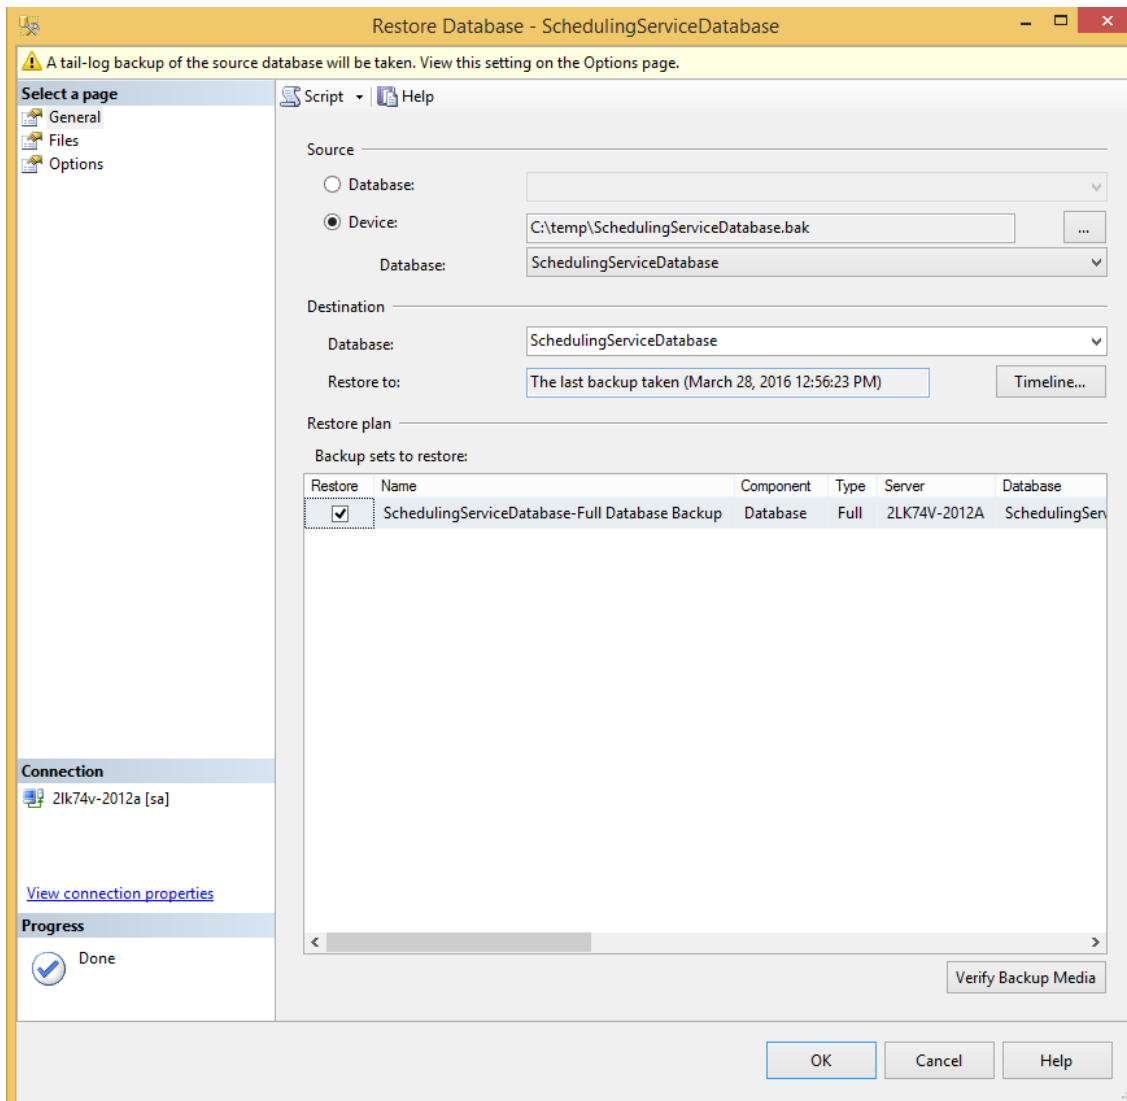 Restore Database - SchedulingServiceDatabase
A tail-log backup of the source database will be taken. View this setting on the Options page.
Select a page
General
Files
Options
Script
Help
Source
Database:
Device:
C:\temp\SchedulingServiceDatabase.bak
...
Database:
SchedulingServiceDatabase
Destination
Database:
SchedulingServiceDatabase
Restore to:
The last backup taken (March 28, 2016 12:56:23 PM)
Timeline...
Restore plan
Backup sets to restore:
Restore Name Component Type Server Database
SchedulingServiceDatabase-Full Database Backup Database Full 2LK74V-2012A SchedulingSer
Connection
2lk74v-2012a [sa]
View connection properties
Progress
Done
Verify Backup Media
OK Cancel Help